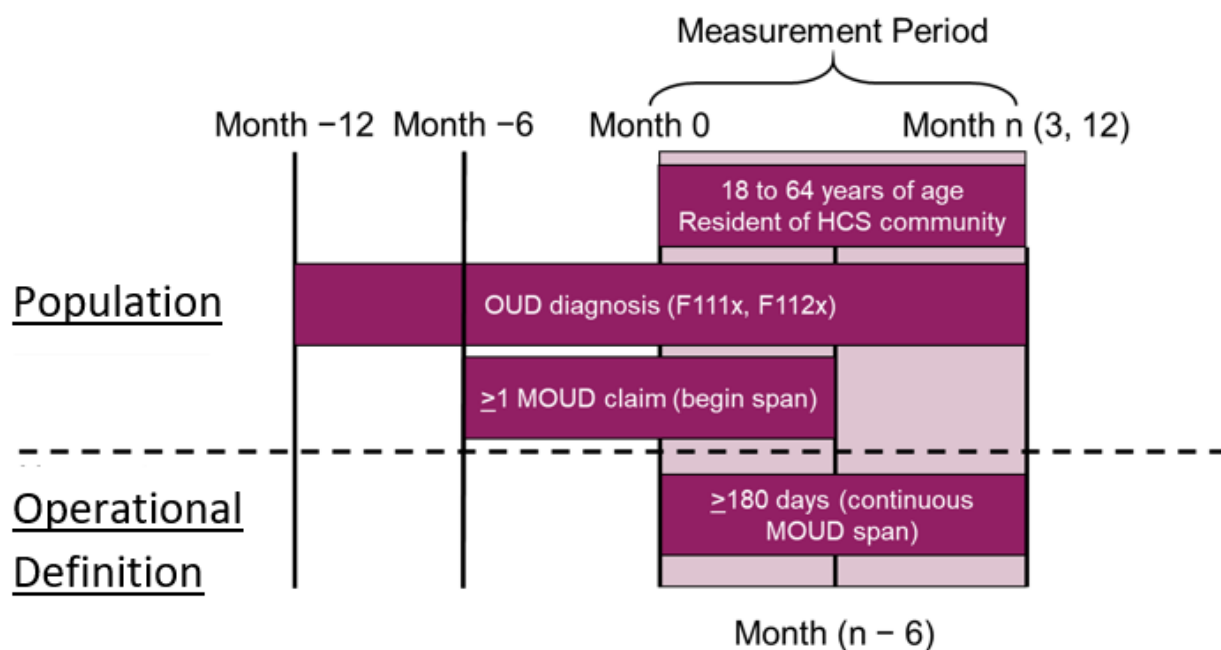 Measurement Period
Month −12
Month −6
Month 0
Month n (3, 12)
18 to 64 years of age
Resident of HCS community
Population
OUD diagnosis (F111x, F112x)
≥1 MOUD claim (begin span)
Operational
Definition
≥180 days (continuous
MOUD span)
Month (n − 6)